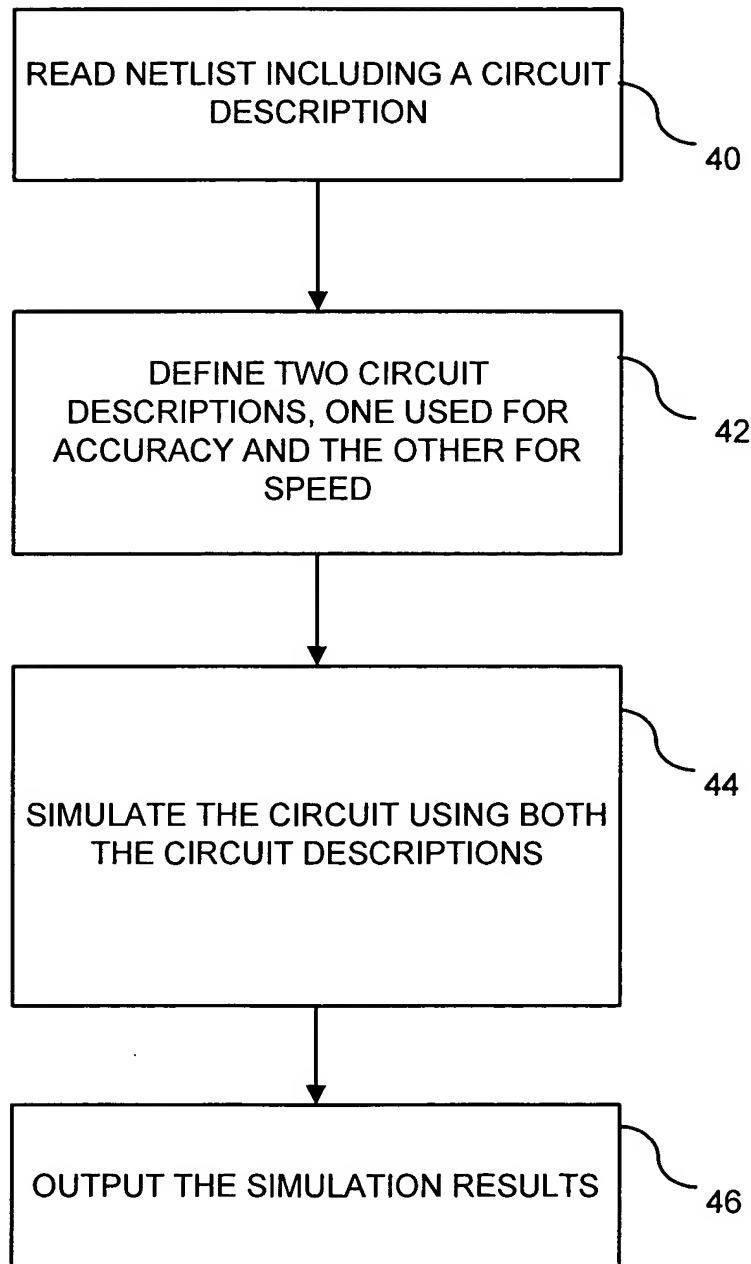 READ NETLIST INCLUDING A CIRCUIT
DESCRIPTION
40
DEFINE TWO CIRCUIT
DESCRIPTIONS, ONE USED FOR
ACCURACY AND THE OTHER FOR
SPEED
42
SIMULATE THE CIRCUIT USING BOTH
THE CIRCUIT DESCRIPTIONS
44
OUTPUT THE SIMULATION RESULTS
46